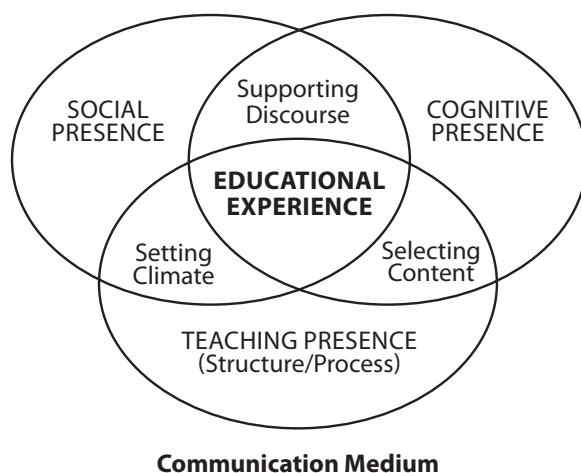 Supporting
Discourse
SOCIAL
PRESENCE
COGNITIVE
PRESENCE
EDUCATIONAL
EXPERIENCE
Setting
Climate
Selecting
Content
TEACHING PRESENCE
(Structure/Process)
Communication Medium